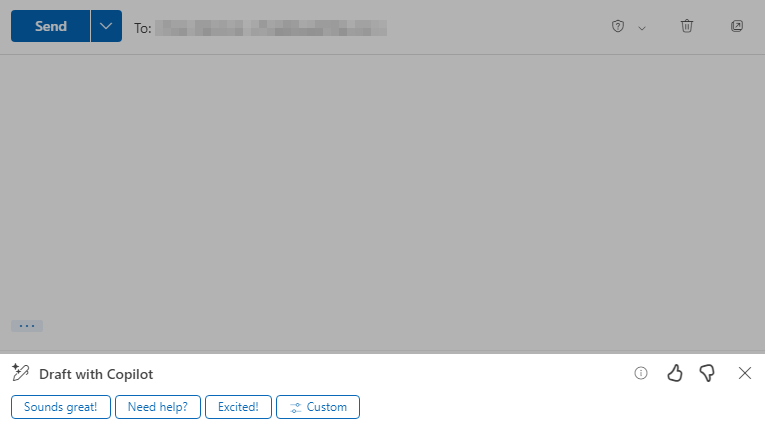 Send To:
...
Draft with Copilot
Sounds great! Need help? Excited! Custom